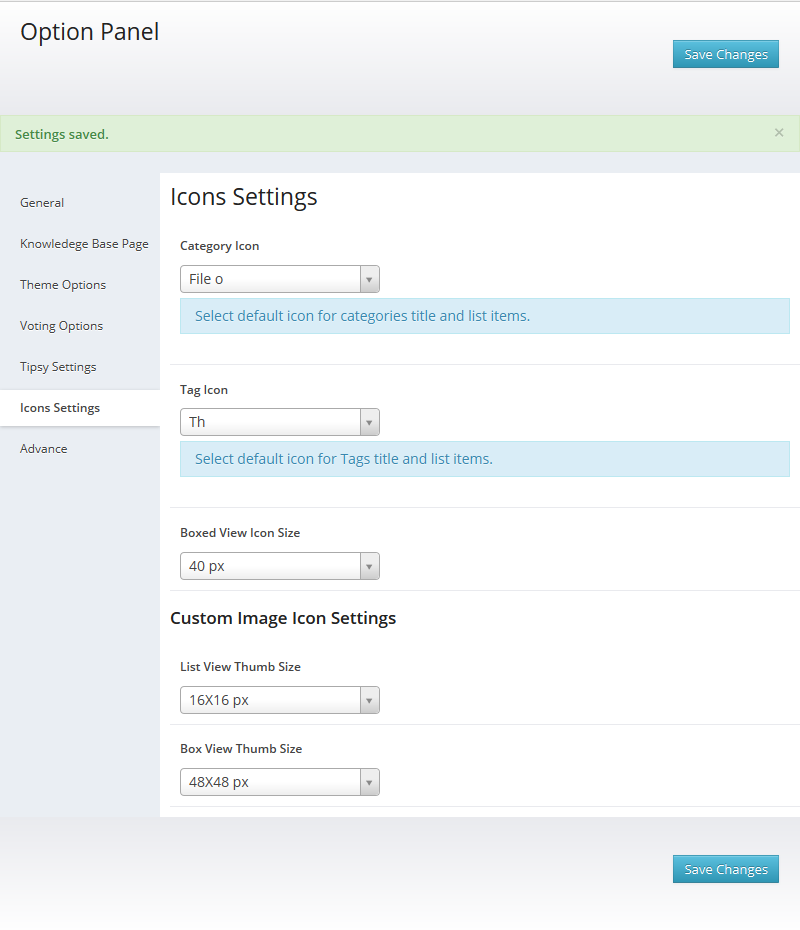 Option Panel
Save Changes
Settings saved.
×
General
Knowledege Base Page
Theme Options
Voting Options
Tipsy Settings
Icons Settings
Advance
Icons Settings
Category Icon
File o
Select default icon for categories title and list items.
Tag Icon
Th
Select default icon for Tags title and list items.
Boxed View Icon Size
40 px
Custom Image Icon Settings
List View Thumb Size
16X16 px
Box View Thumb Size
48X48 px
Save Changes